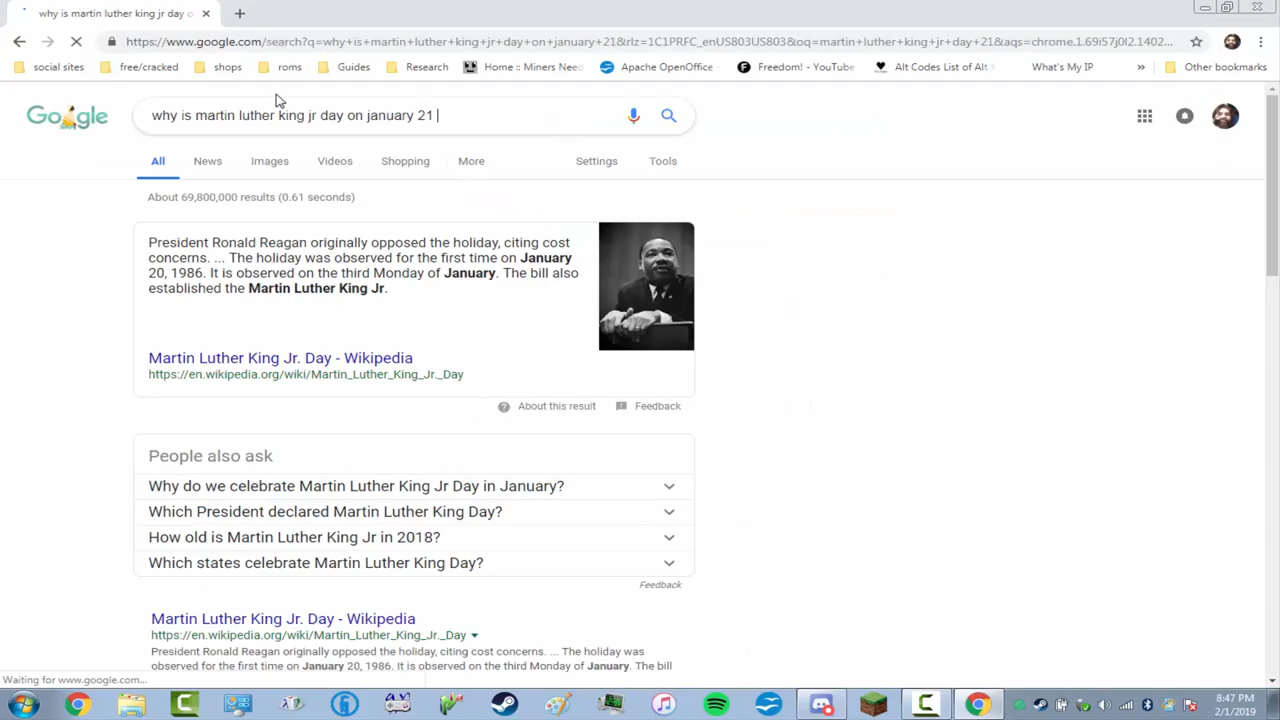 why is martin luther king jr day o
https://www.google.com/search?q=why+is+martin+luther+king+jr+day+on+january+21&rlz=1C1PRFC_enUS803US803&oq=martin+luther+king+jr+day+21&aqs=chrome.1.69i57j0l2.1402...
social sites free/cracked shops roms Guides Research Home :: Miners Nee Apache OpenOffice Freedom! - YouTube Alt Codes List of Alt What's My IP » Other bookmarks
Google why is martin luther king jr day on january 21
All News Images Videos Shopping More Settings Tools
About 69,800,000 results (0.61 seconds)
President Ronald Reagan originally opposed the holiday, citing cost
concerns. ... The holiday was observed for the first time on January
20, 1986. It is observed on the third Monday of January. The bill also
established the Martin Luther King Jr.
Martin Luther King Jr. Day - Wikipedia
https://en.wikipedia.org/wiki/Martin_Luther_King_Jr._Day
About this result Feedback
People also ask
Why do we celebrate Martin Luther King Jr Day in January?
Which President declared Martin Luther King Day?
How old is Martin Luther King Jr in 2018?
Which states celebrate Martin Luther King Day?
Feedback
Martin Luther King Jr. Day - Wikipedia
https://en.wikipedia.org/wiki/Martin_Luther_King_Jr._Day
President Ronald Reagan originally opposed the holiday, citing cost concerns. ... The holiday was
observed for the first time on January 20, 1986. It is observed on the third Monday of January. The bill
Waiting for www.google.com...
8:47 PM
2/1/2019